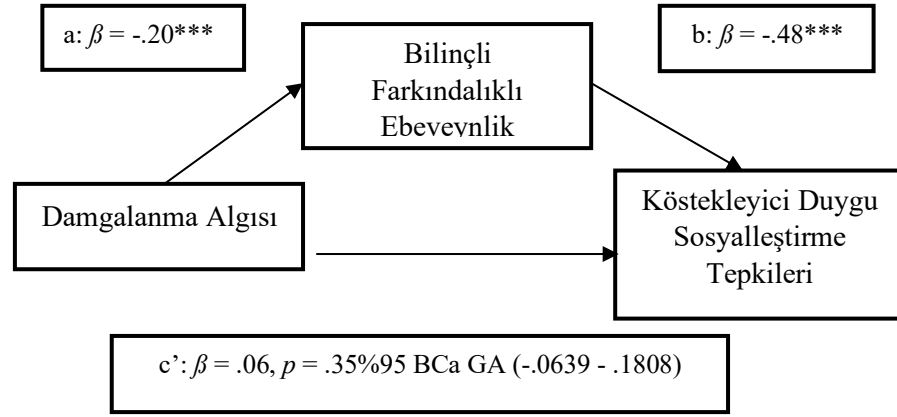 a: β = -.20***
b: β = -.48***
Bilinçli
Farkındalıklı
Ebeveynlik
Damgalanma Algısı
Köstekleyici Duygu
Sosyalleştirme
Tepkileri
c’: β = .06, p = .35%95 BCa GA (-.0639 - .1808)